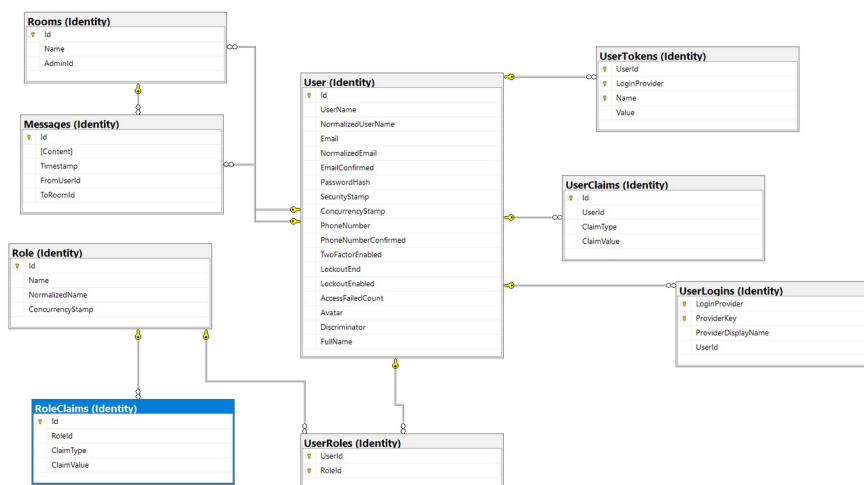 Rooms (Identity)
Id
Name
AdminId
Messages (Identity)
Id
[Content]
Timestamp
FromUserId
ToRoomId
Role (Identity)
Id
Name
NormalizedName
ConcurrencyStamp
RoleClaims (Identity)
Id
RoleId
ClaimType
ClaimValue
User (Identity)
Id
UserName
NormalizedUserName
Email
NormalizedEmail
EmailConfirmed
PasswordHash
SecurityStamp
ConcurrencyStamp
PhoneNumber
PhoneNumberConfirmed
TwoFactorEnabled
LockoutEnd
LockoutEnabled
AccessFailedCount
Avatar
Discriminator
FullName
UserRoles (Identity)
UserId
RoleId
UserTokens (Identity)
UserId
LoginProvider
Name
Value
UserClaims (Identity)
Id
UserId
ClaimType
ClaimValue
UserLogins (Identity)
LoginProvider
ProviderKey
ProviderDisplayName
UserId